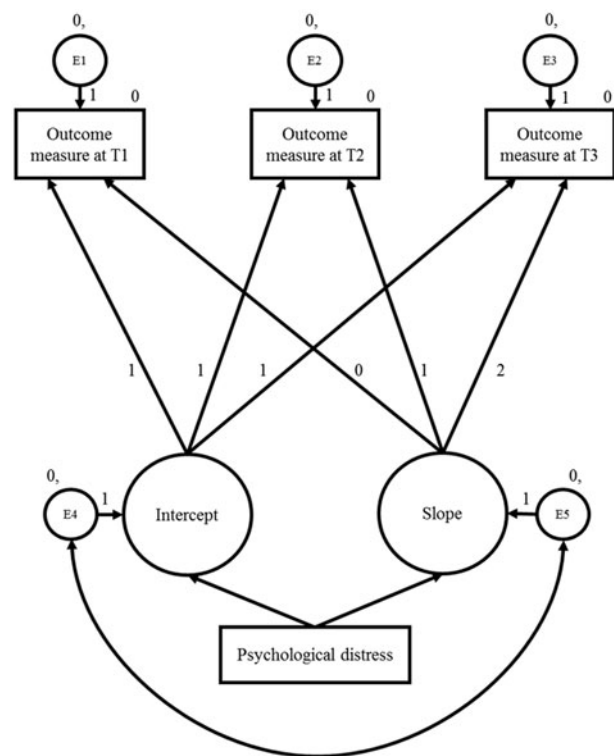 0,
0,
0,
E1
E2
E3
1
0
1
0
1
0
Outcome
measure at T1
Outcome
measure at T2
Outcome
measure at T3
1
1
1
0
1
2
0,
0,
E4
1
Intercept
Slope
1
E5
Psychological distress